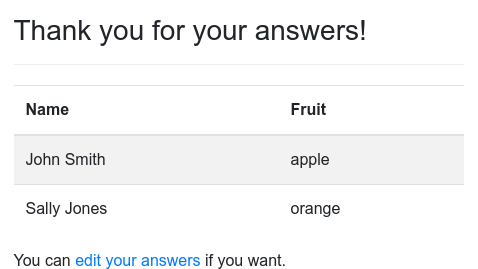 Thank you for your answers!
Name Fruit
John Smith apple
Sally Jones orange
You can edit your answers if you want.